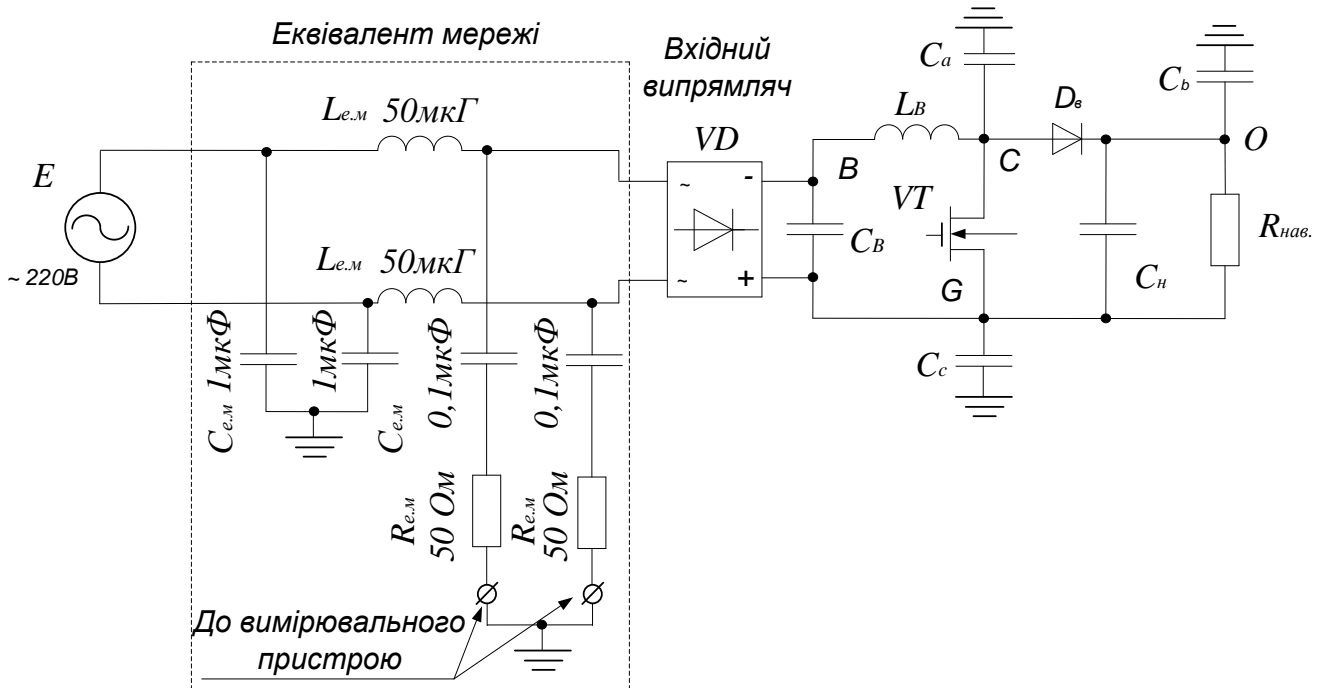 Еквівалент мережі
Вхідний
випрямляч
Lе.м 50мкГ
E
~ 220В
Lе.м 50мкГ
Cе.м 1мкФ
1мкФ
Cе.м
0,1мкФ
0,1мкФ
Rе.м
50 Ом
Rе.м
50 Ом
До вимірювального
пристрою
VD
~
-
~
+
B
CB
LB
Ca
C
Dв
Cb
O
VT
G
Cн
Rнав.
Cc